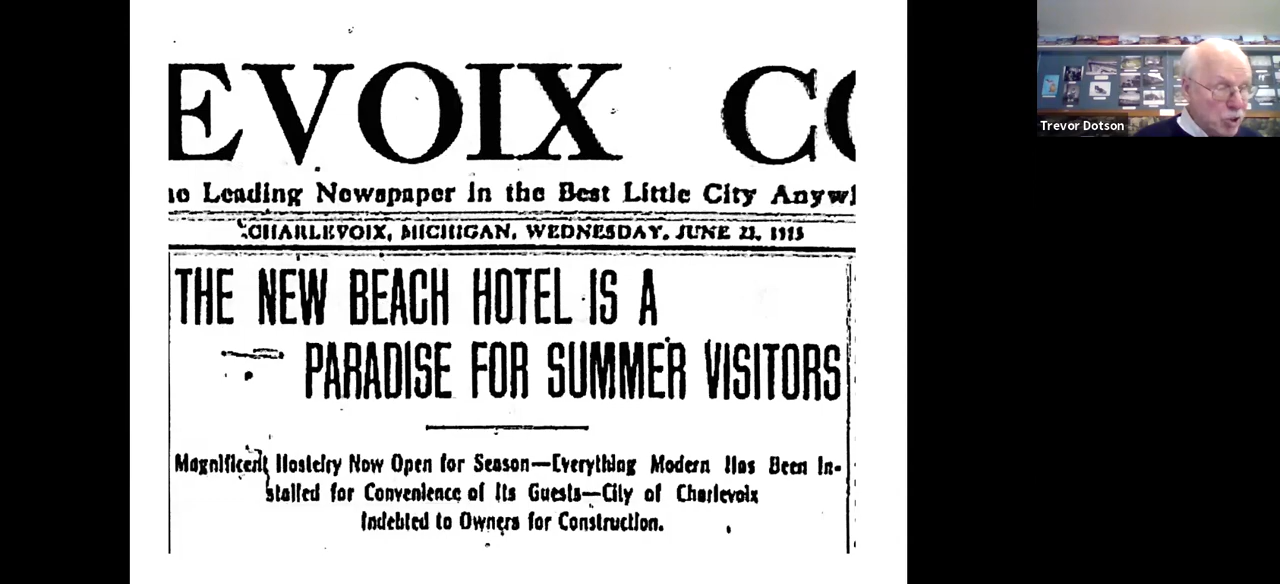 EVOIX CO
Leading Newspaper in the Best Little City Anyw
CHARLEVOIX, MICHIGAN, WEDNESDAY, JUNE 23, 1915
THE NEW BEACH HOTEL IS A
PARADISE FOR SUMMER VISITORS
Magnificent Hostelry Now Open for Season—Everything Modern Has Been In-
stalled for Convenience of Its Guests—City of Charlevoix
Indebted to Owners for Construction.
Trevor Dotson